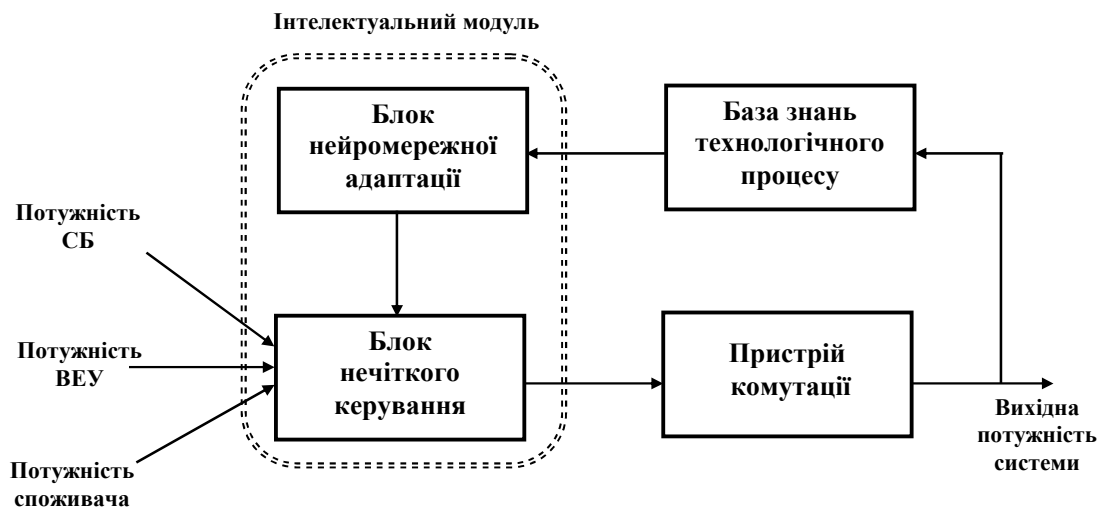 Інтелектуальний модуль
Блок
нейромережної
адаптації
База знань
технологічного
процесу
Потужність
СБ
Потужність
ВЕУ
Потужність
споживача
Блок
нечіткого
керування
Пристрій
комутації
Вихідна
потужність
системи